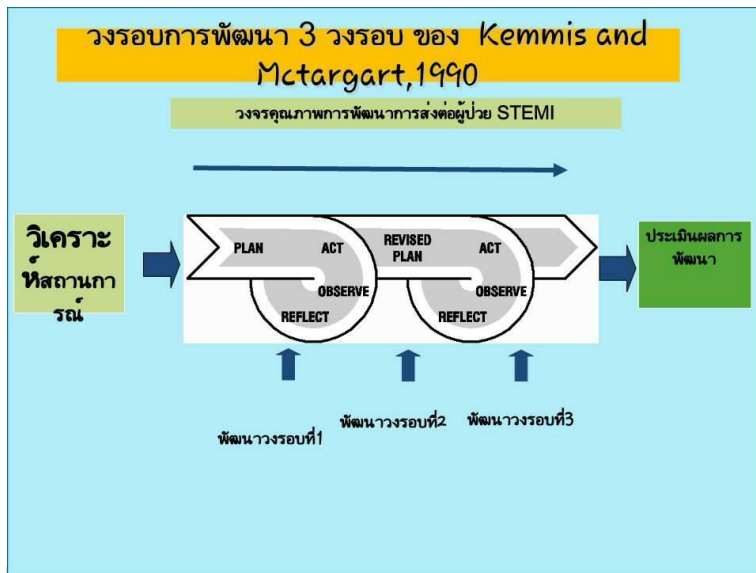 วงรอบการพัฒนา 3 วงรอบ ของ Kemmis and
Mctargart,1990
วงจรคุณภาพการพัฒนาการส่งต่อผู้ป่วย STEMI
วิเคราะ
ห์สถานกา
รณ์
PLAN
ACT
OBSERVE
REFLECT
REVISED
PLAN
ACT
OBSERVE
REFLECT
ประเมินผลการ
พัฒนา
พัฒนาวงรอบที่1
พัฒนาวงรอบที่2
พัฒนาวงรอบที่3